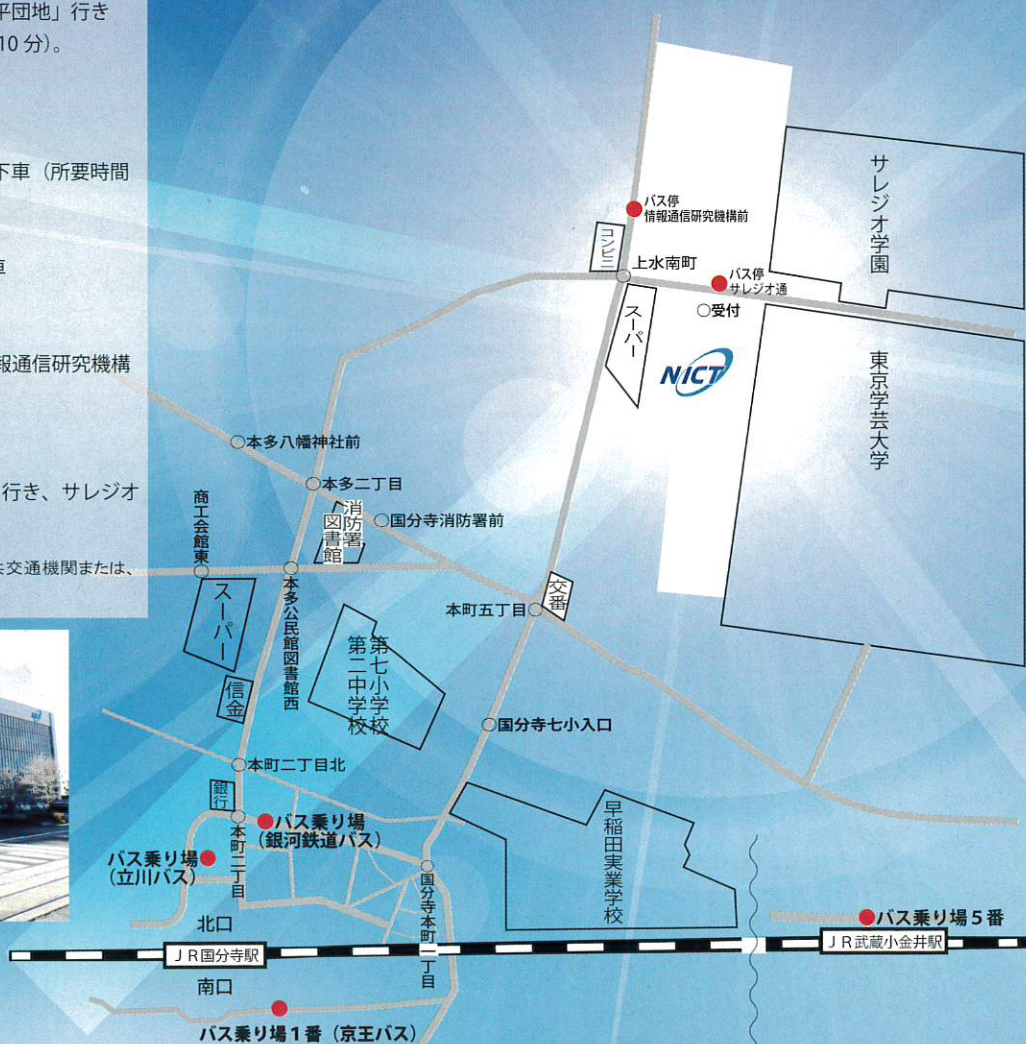 平団地」行き
10 分)。
下車（所要時間
車
報通信研究機構
行き、サレジオ
共交通機関または、
バス停
情報通信研究機構前
コンビニ
上水南町
バス停
サレジオ通
○受付
スーパー
NICT
サレジオ学園
東京学芸大学
本多八幡神社前
本多二丁目
消防署
図書館
国分寺消防署前
商工会館東
スーパー
本多公民館図書館西
本町五丁目
交番
第七小学校
第二中学校
信金
国分寺七小入口
本町二丁目北
銀行
バス乗り場
（銀河鉄道バス）
本町二丁目
バス乗り場
（立川バス）
早稲田実業学校
国分寺本町二丁目
北口
バス乗り場５番
ＪＲ国分寺駅
ＪＲ武蔵小金井駅
南口
バス乗り場１番（京王バス）